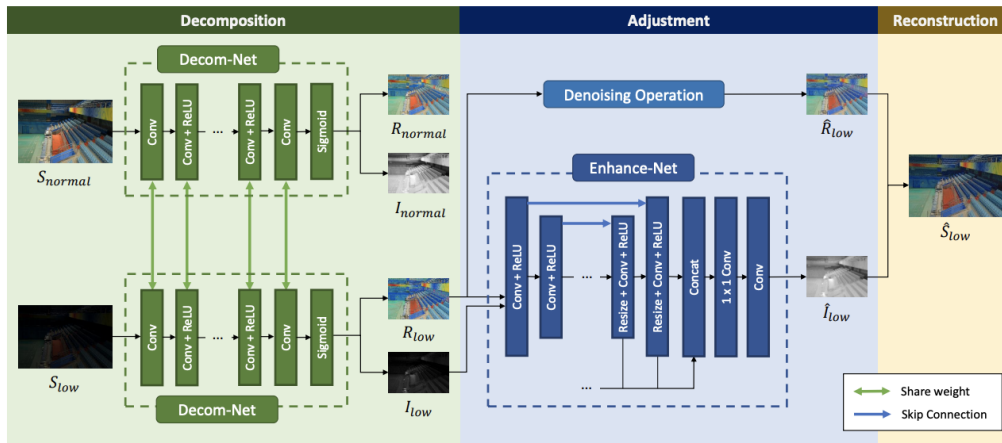 Decomposition
Adjustment
Reconstruction
Decom-Net
Conv
Conv + ReLU
...
Conv + ReLU
Conv
Sigmoid
S_normal
R_normal
I_normal
Denoising Operation
R̂_low
Enhance-Net
Conv + ReLU
Conv + ReLU
...
Resize + Conv + ReLU
Resize + Conv + ReLU
Concat
1 x 1 Conv
Conv
...
Î_low
Ŝ_low
Conv
Conv + ReLU
...
Conv + ReLU
Conv
Sigmoid
S_low
R_low
I_low
Decom-Net
Share weight
Skip Connection